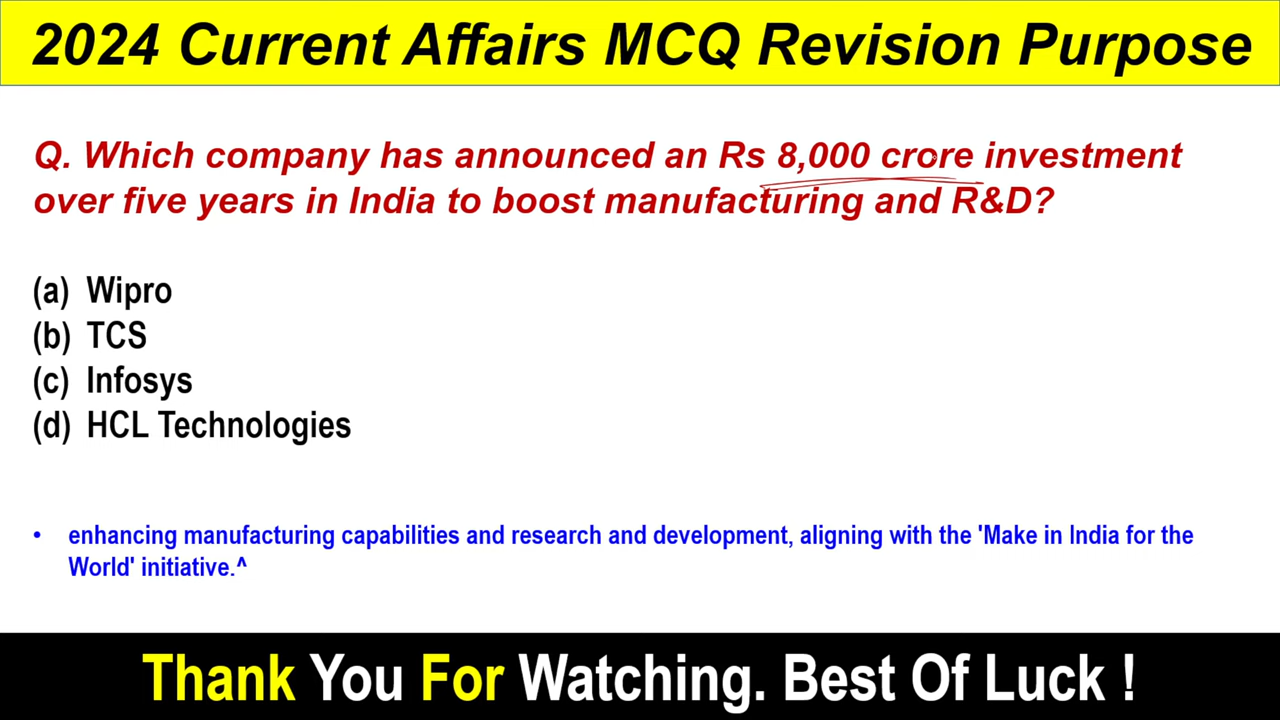 2024 Current Affairs MCQ Revision Purpose
Q. Which company has announced an Rs 8,000 crore investment
over five years in India to boost manufacturing and R&D?
(a) Wipro
(b) TCS
(c) Infosys
(d) HCL Technologies
• enhancing manufacturing capabilities and research and development, aligning with the 'Make in India for the
World' initiative.^
Thank You For Watching. Best Of Luck !